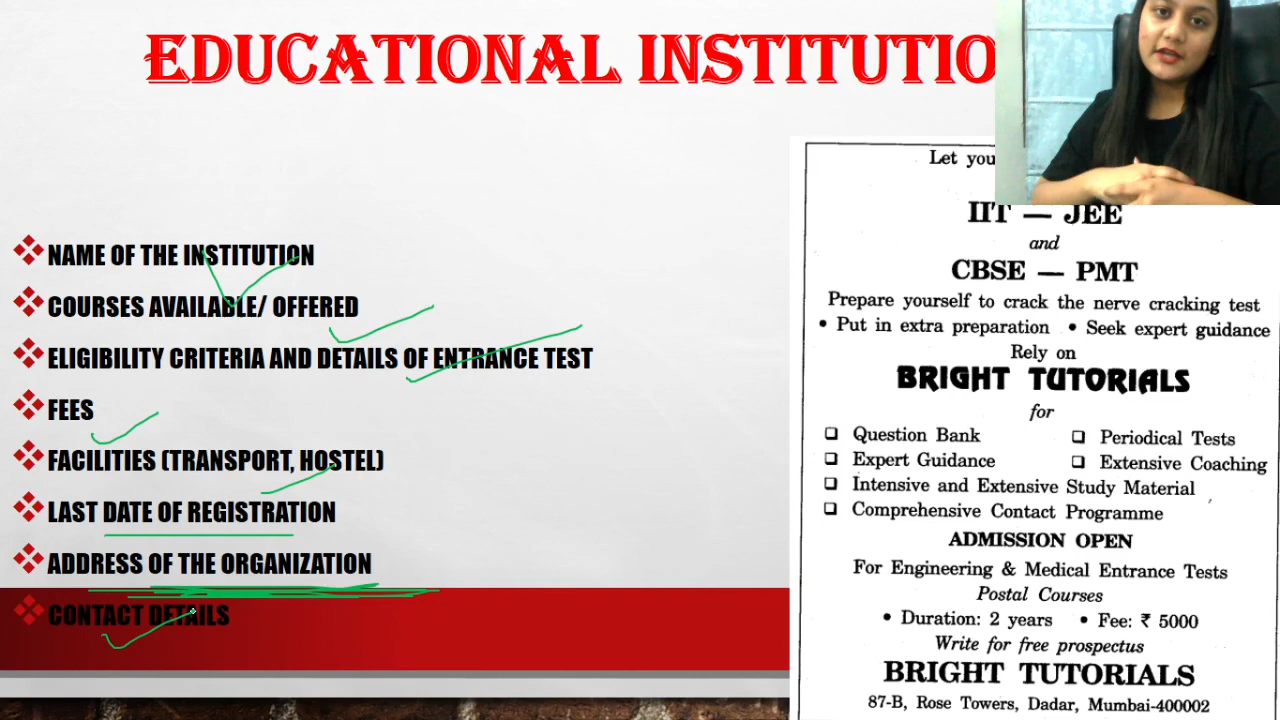 EDUCATIONAL INSTITUTIO
NAME OF THE INSTITUTION
COURSES AVAILABLE/ OFFERED
ELIGIBILITY CRITERIA AND DETAILS OF ENTRANCE TEST
FEES
FACILITIES (TRANSPORT, HOSTEL)
LAST DATE OF REGISTRATION
ADDRESS OF THE ORGANIZATION
CONTACT DETAILS
Let you
IIT — JEE
and
CBSE — PMT
Prepare yourself to crack the nerve cracking test
• Put in extra preparation • Seek expert guidance
Rely on
BRIGHT TUTORIALS
for
❑ Question Bank ❑ Periodical Tests
❑ Expert Guidance ❑ Extensive Coaching
❑ Intensive and Extensive Study Material
❑ Comprehensive Contact Programme
ADMISSION OPEN
For Engineering & Medical Entrance Tests
Postal Courses
• Duration: 2 years • Fee: ₹ 5000
Write for free prospectus
BRIGHT TUTORIALS
87-B, Rose Towers, Dadar, Mumbai-400002